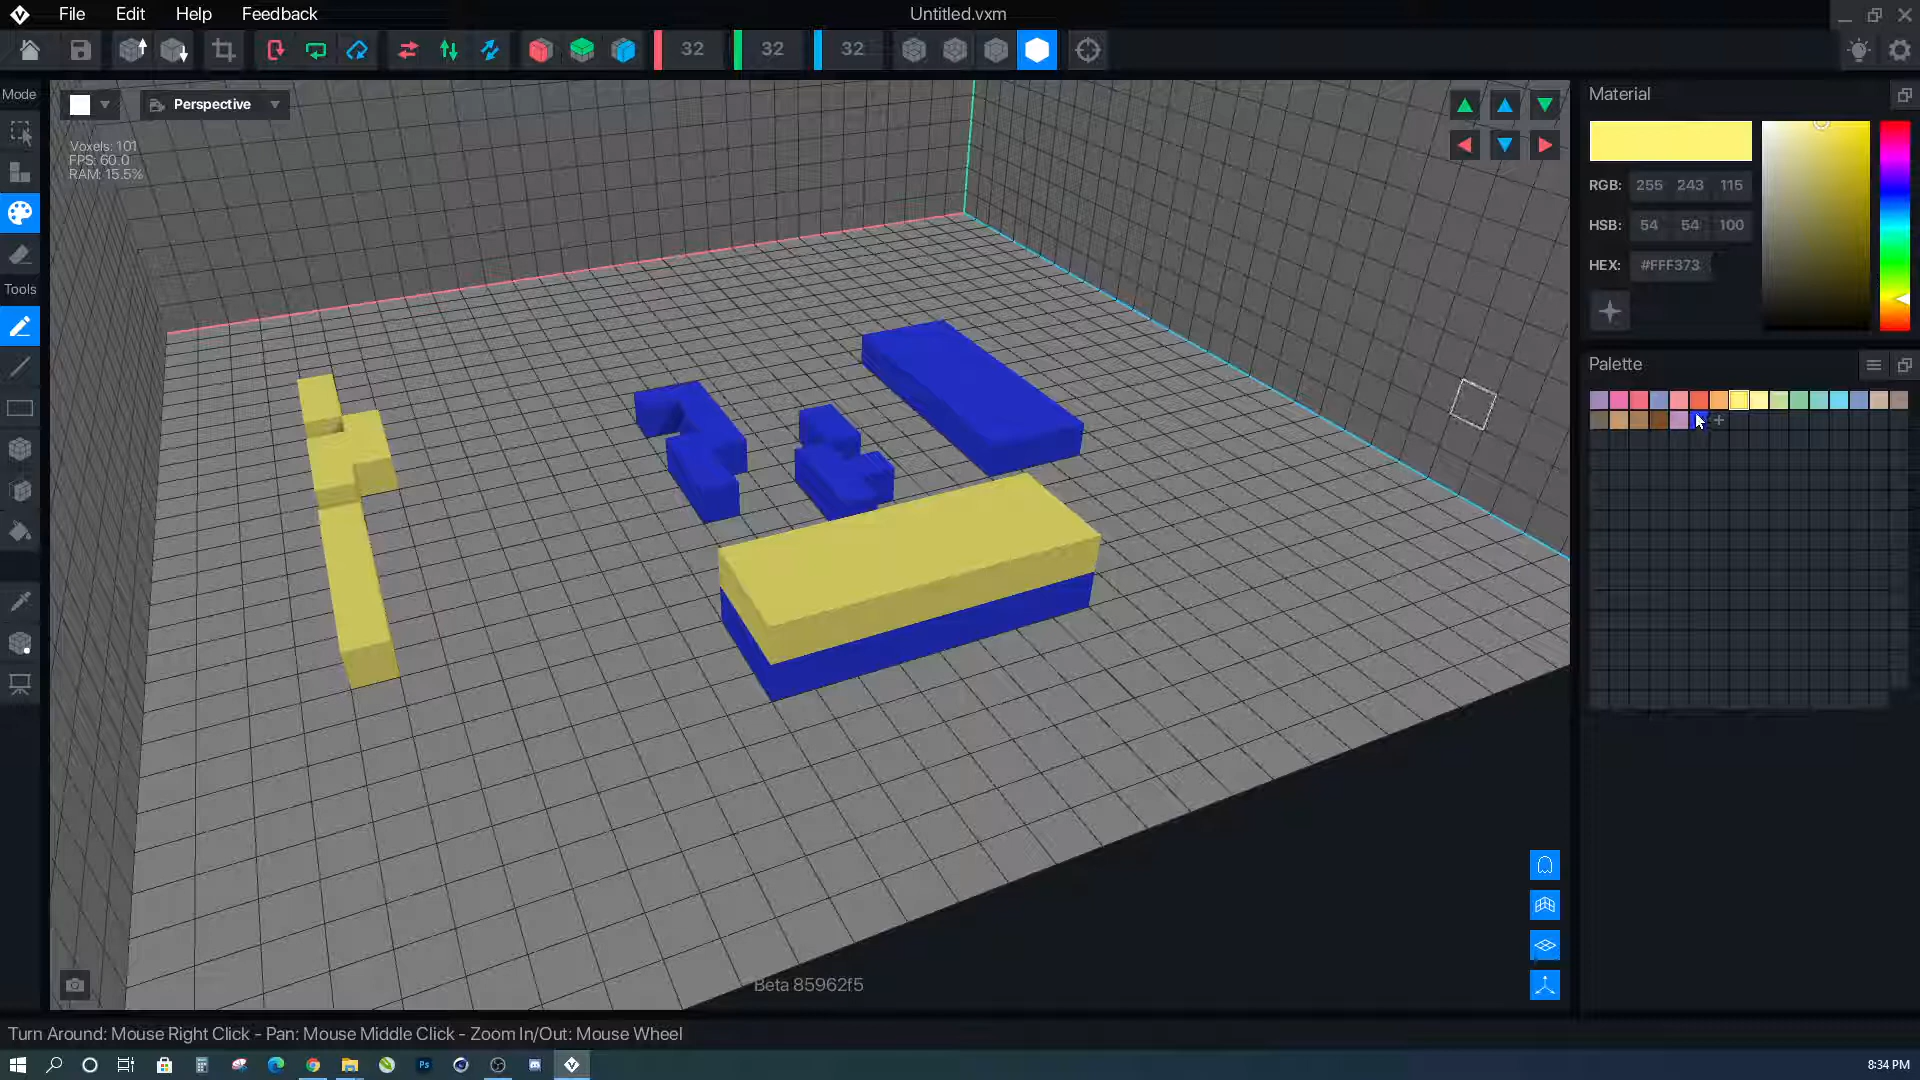 File Edit Help Feedback
Untitled.vxm
32 32 32
Mode
Perspective
Voxels: 101
FPS: 60.0
RAM: 15.5%
Tools
Material
RGB: 255 243 115
HSB: 54 54 100
HEX: #FFF373
Palette
Beta 85962f5
Turn Around: Mouse Right Click - Pan: Mouse Middle Click - Zoom In/Out: Mouse Wheel
Ps
8:34 PM